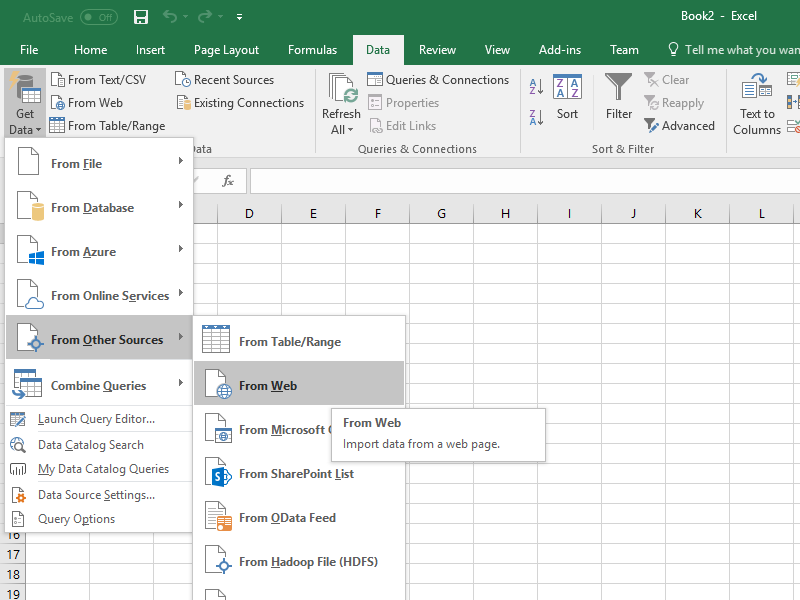 AutoSave Off
Book2 - Excel
File Home Insert Page Layout Formulas Data Review View Add-ins Team Tell me what you wan
Get Data
From Text/CSV
From Web
From Table/Range
Recent Sources
Existing Connections
Refresh All
Queries & Connections
Properties
Edit Links
Queries & Connections
Sort
Filter
Clear
Reapply
Advanced
Sort & Filter
Text to Columns
Data
fx
D E F G H I J K L
From File
From Database
From Azure
From Online Services
From Other Sources
Combine Queries
Launch Query Editor...
Data Catalog Search
My Data Catalog Queries
Data Source Settings...
Query Options
From Table/Range
From Web
From Microsoft
From SharePoint List
From OData Feed
From Hadoop File (HDFS)
From Web
Import data from a web page.
16
17
18
19